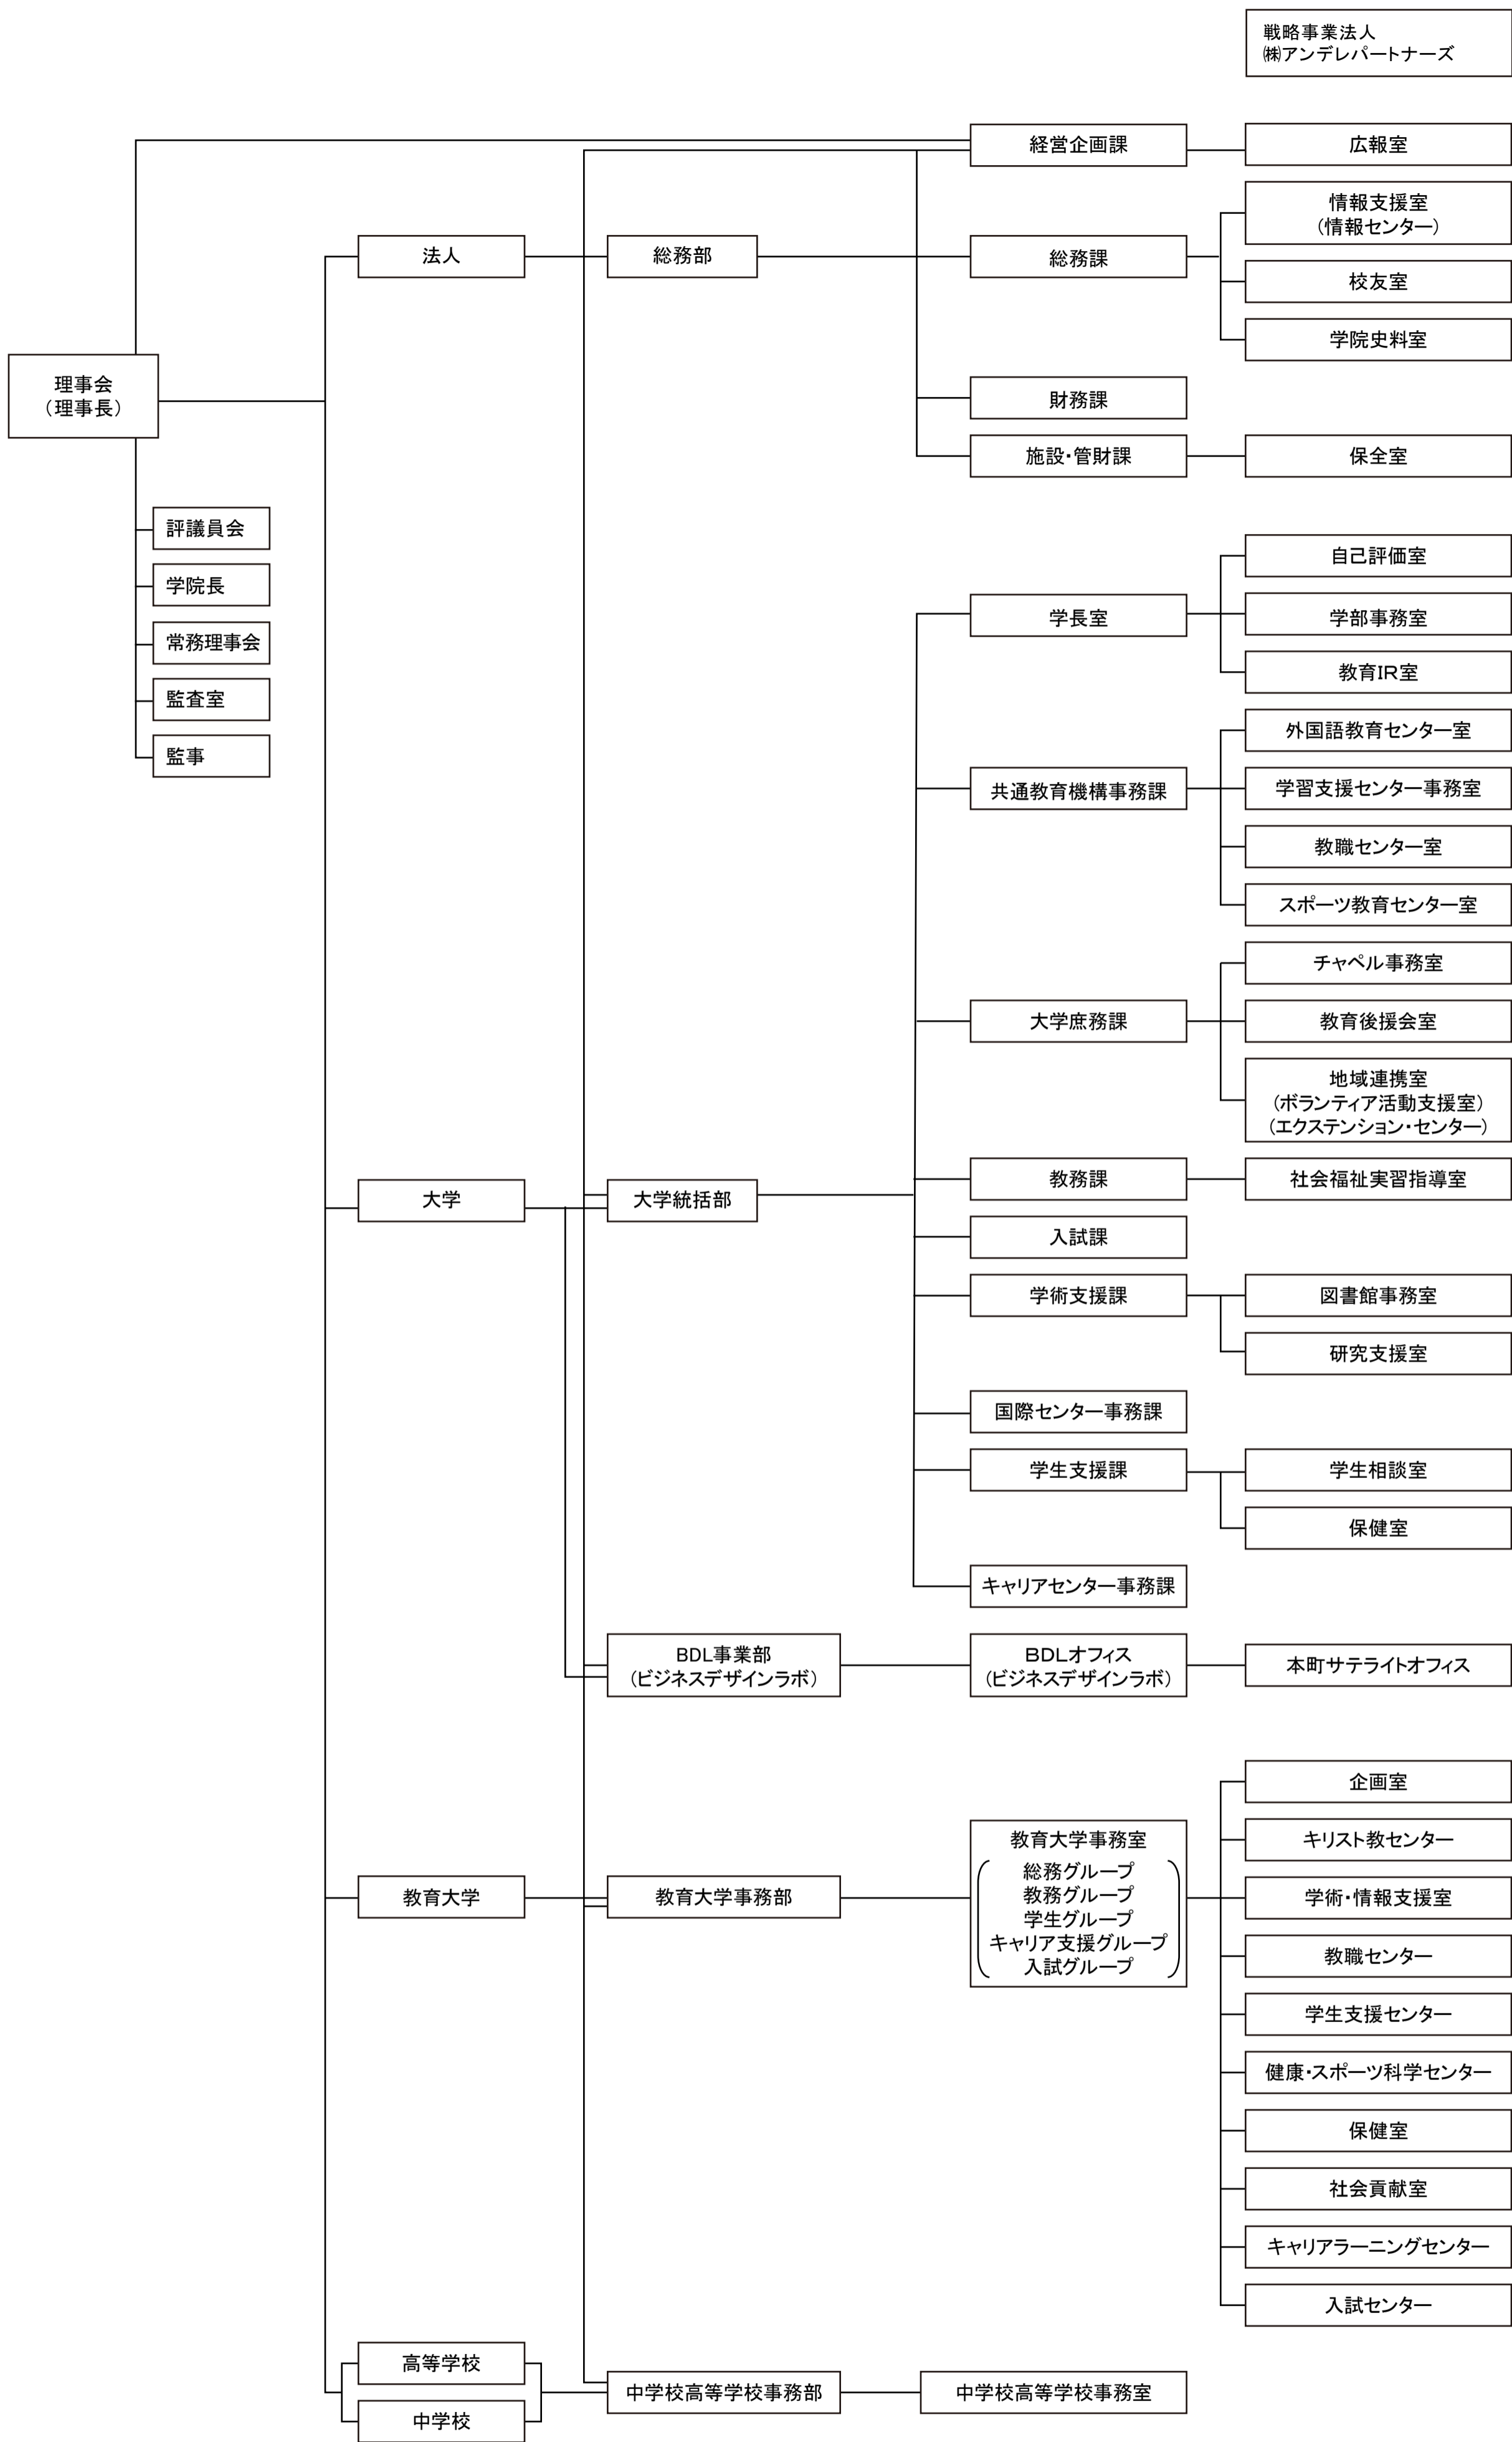 戦略事業法人
㈱アンデレパートナーズ
経営企画課
広報室
情報支援室
（情報センター）
法人
総務部
総務課
校友室
学院史料室
理事会
（理事長）
財務課
施設・管財課
保全室
評議員会
学院長
常務理事会
監査室
監事
自己評価室
学長室
学部事務室
教育IR室
外国語教育センター室
共通教育機構事務課
学習支援センター事務室
教職センター室
スポーツ教育センター室
チャペル事務室
大学庶務課
教育後援会室
地域連携室
（ボランティア活動支援室）
（エクステンション・センター）
大学
大学統括部
教務課
社会福祉実習指導室
入試課
学術支援課
図書館事務室
研究支援室
国際センター事務課
学生支援課
学生相談室
保健室
キャリアセンター事務課
BDL事業部
（ビジネスデザインラボ）
BDLオフィス
（ビジネスデザインラボ）
本町サテライトオフィス
企画室
キリスト教センター
教育大学
教育大学事務部
教育大学事務室
総務グループ
教務グループ
学生グループ
キャリア支援グループ
入試グループ
学術・情報支援室
教職センター
学生支援センター
健康・スポーツ科学センター
保健室
社会貢献室
キャリアラーニングセンター
入試センター
高等学校
中学校
中学校高等学校事務部
中学校高等学校事務室